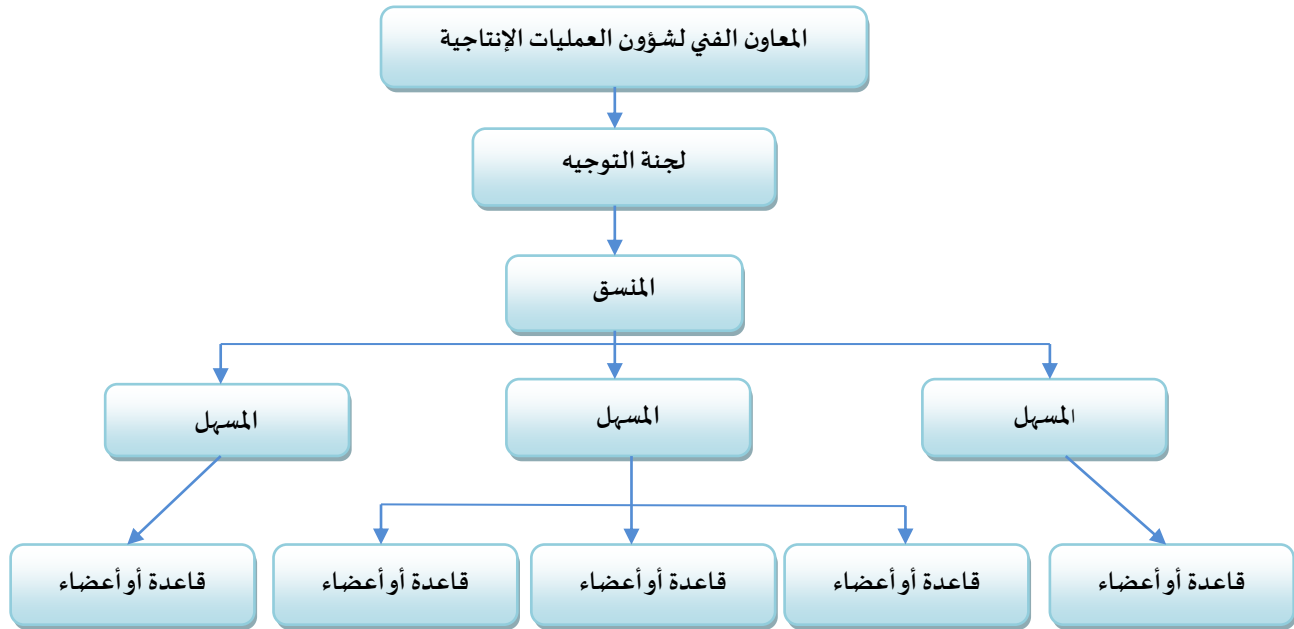 المعاون الفني لشؤون العمليات الإنتاجية
لجنة التوجيه
المنسق
المسهل
المسهل
المسهل
قاعدة أو أعضاء
قاعدة أو أعضاء
قاعدة أو أعضاء
قاعدة أو أعضاء
قاعدة أو أعضاء